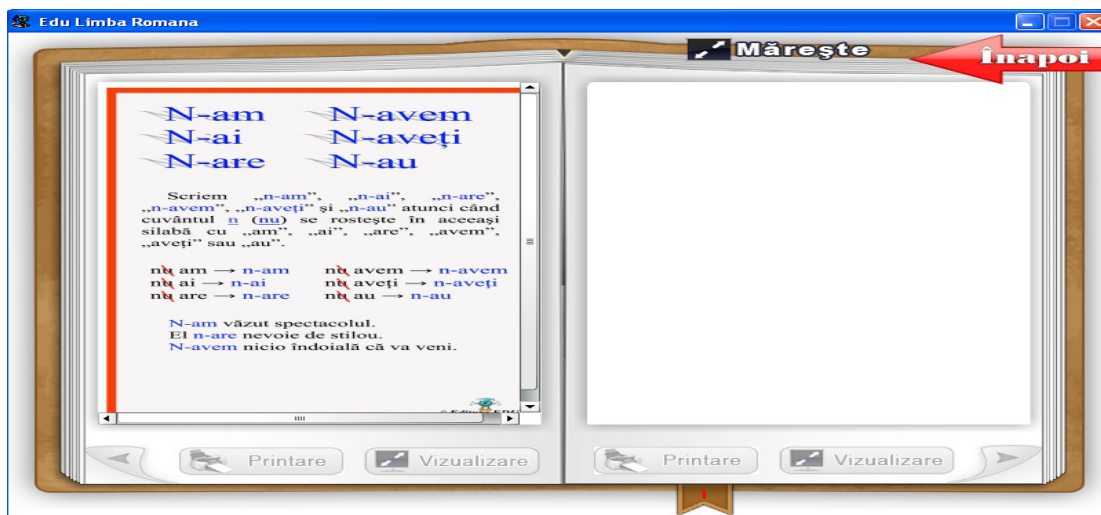 Edu Limba Romana
Mărește
Înapoi
N-am N-avem
N-ai N-aveți
N-are N-au
Scriem „n-am”, „n-ai”, „n-are”,
„n-avem”, „n-aveți” și „n-au” atunci când
cuvântul n (nu) se rostește în aceeași
silabă cu „am”, „ai”, „are”, „avem”,
„aveți” sau „au”.
nu am → n-am nu avem → n-avem
nu ai → n-ai nu aveți → n-aveți
nu are → n-are nu au → n-au
N-am văzut spectacolul.
El n-are nevoie de stilou.
N-avem nicio îndoială că va veni.
Printare Vizualizare Printare Vizualizare
1